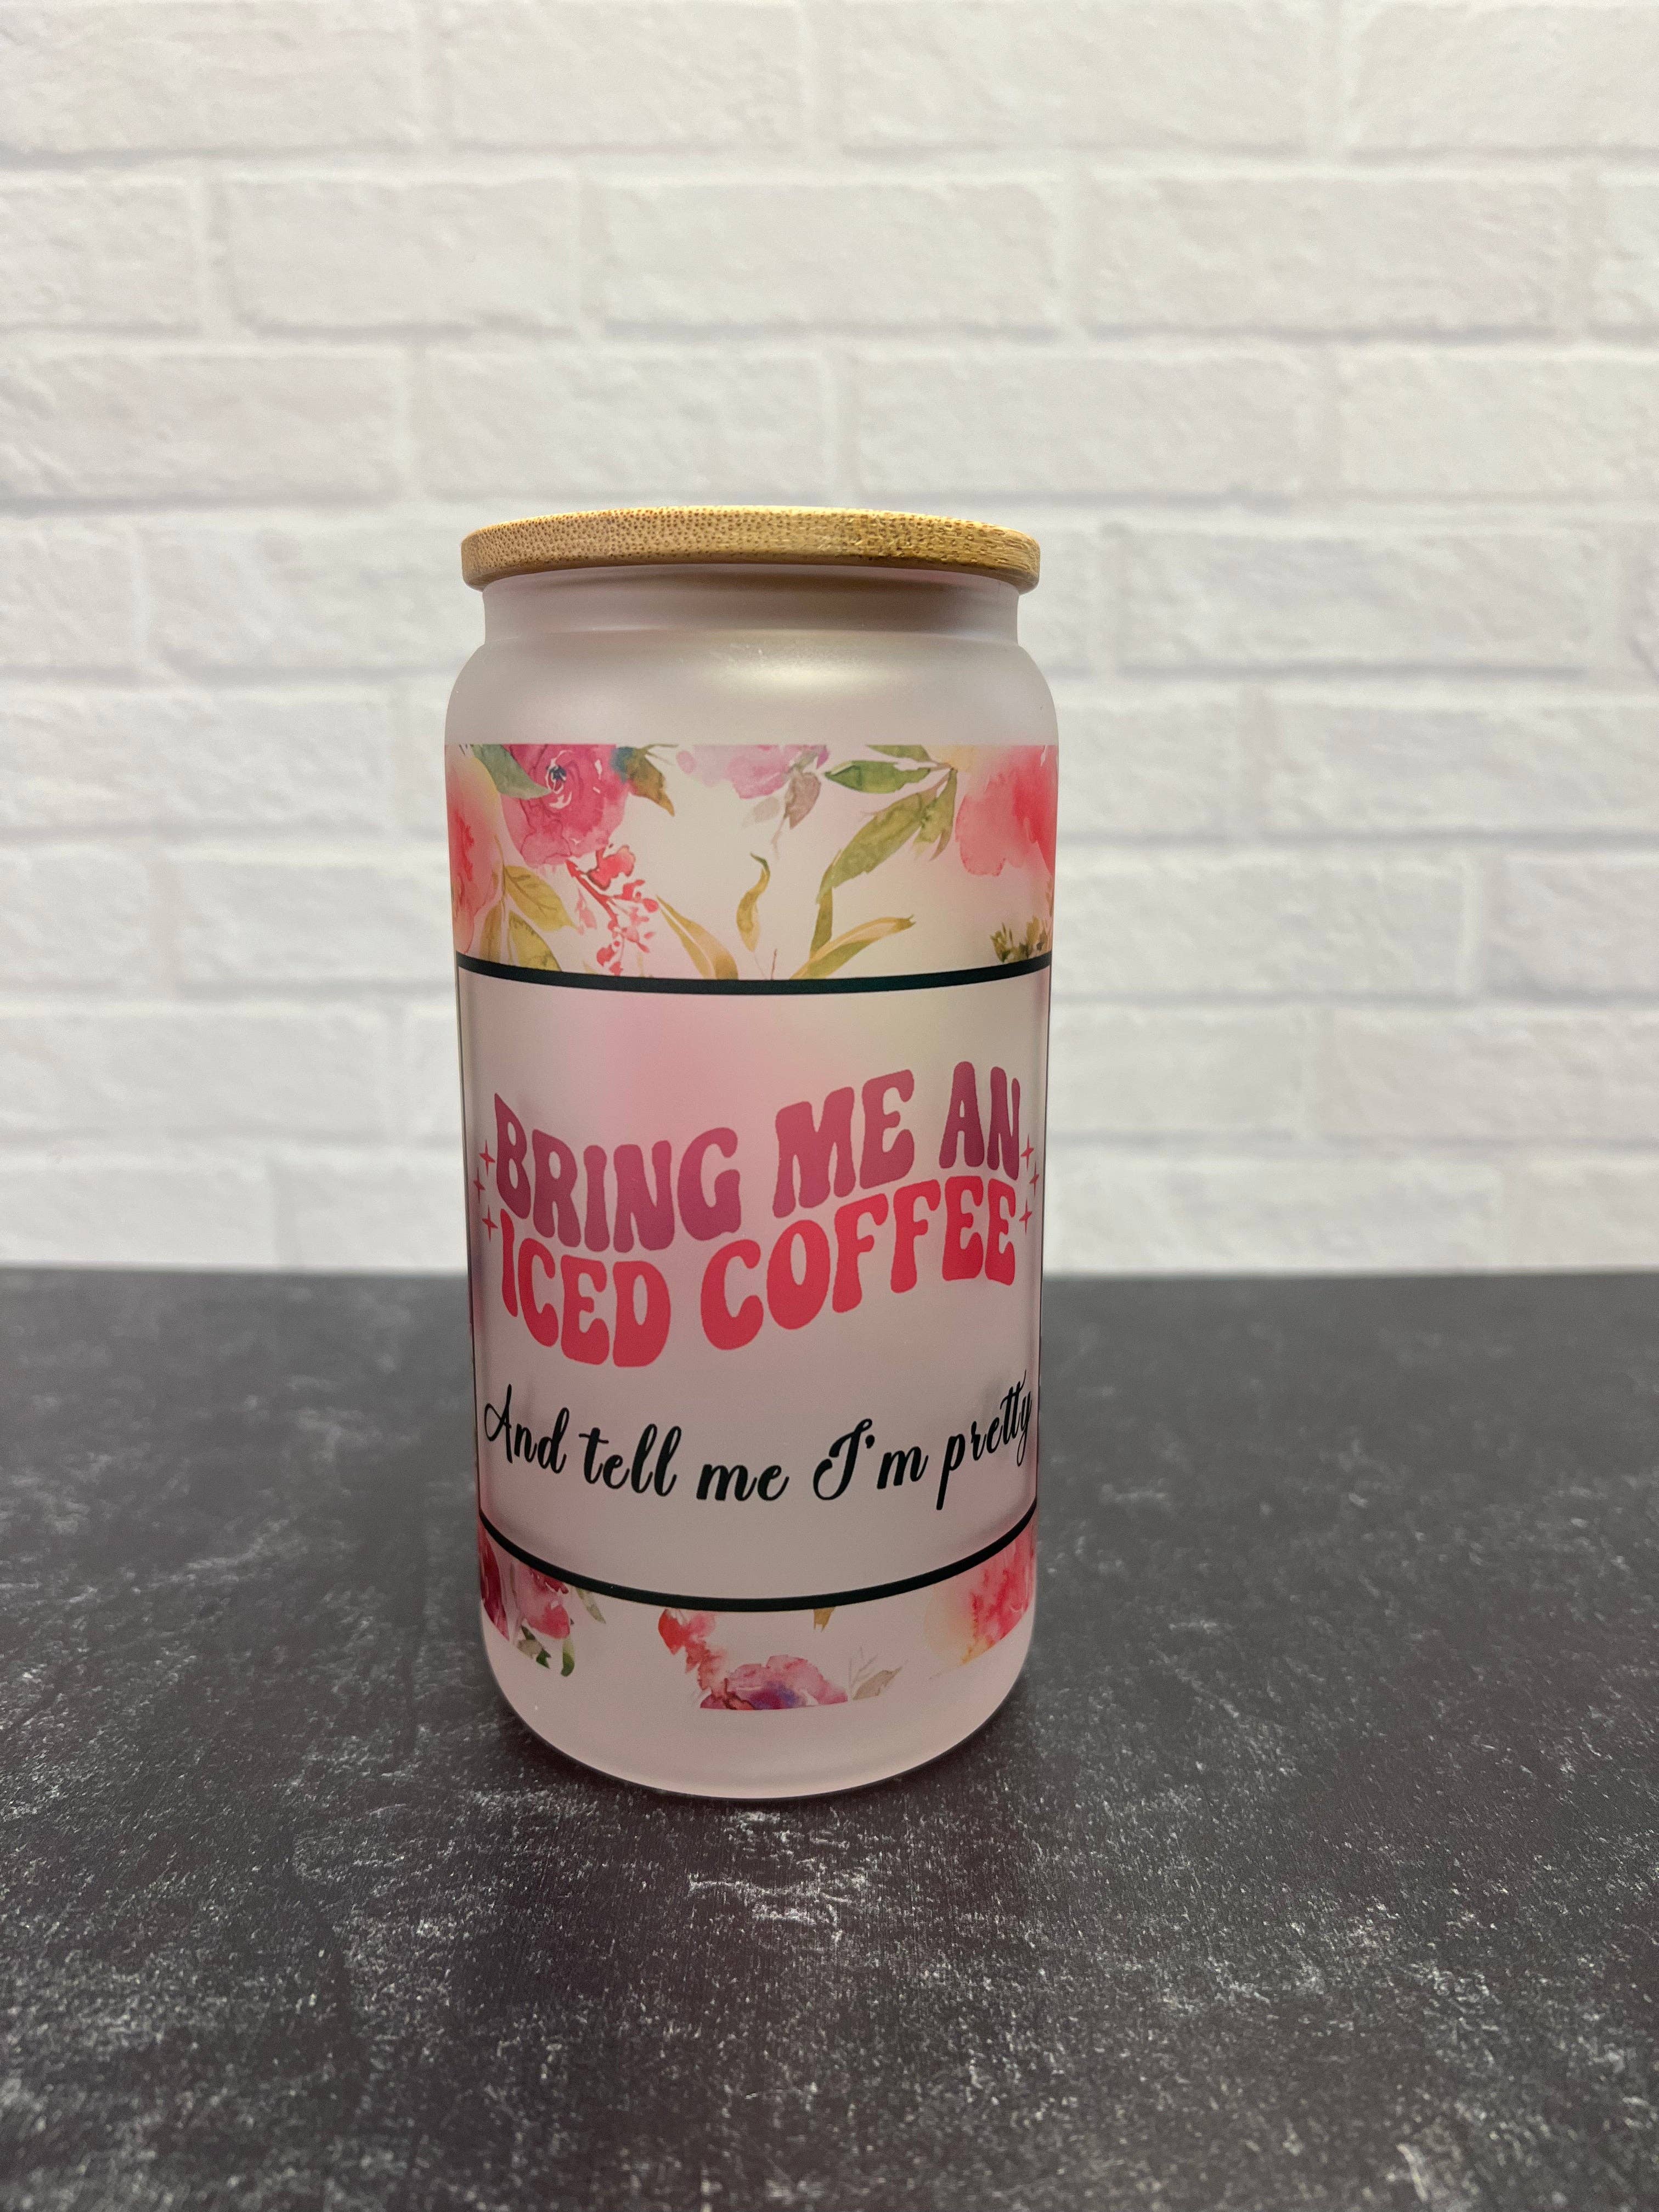 BRING ME AN
ICED COFFEE
And tell me I'm pretty